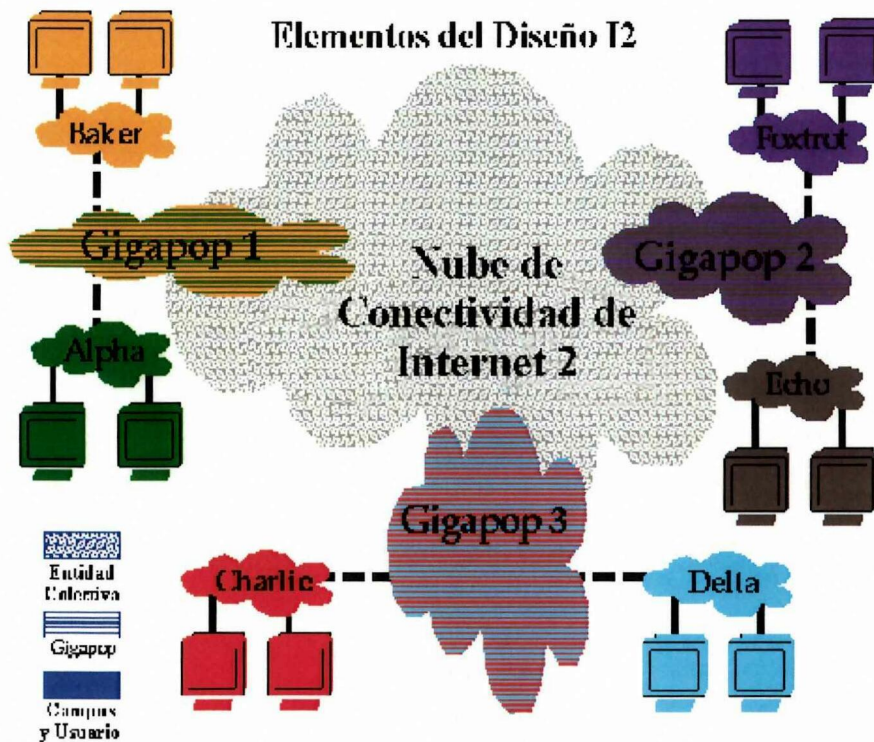 Elementos del Diseño I2
Baker
Foxtrot
Gigapop 1
Gigapop 2
Nube de
Conectividad de
Internet 2
Alpha
Echo
Gigapop 3
Charlie
Delta
Entidad
Colectiva
Gigapop
Campus
y Usuario